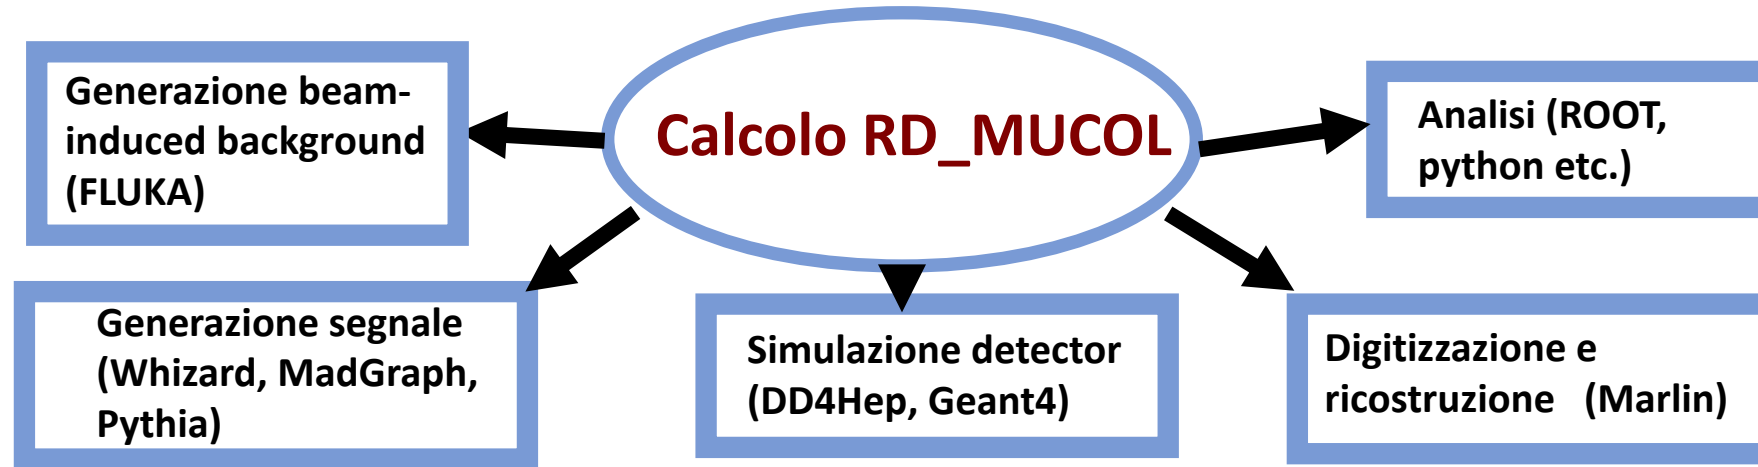 Generazione beam-
induced background
(FLUKA)
Calcolo RD_MUCOL
Analisi (ROOT,
python etc.)
Generazione segnale
(Whizard, MadGraph,
Pythia)
Simulazione detector
(DD4Hep, Geant4)
Digitizzazione e
ricostruzione (Marlin)